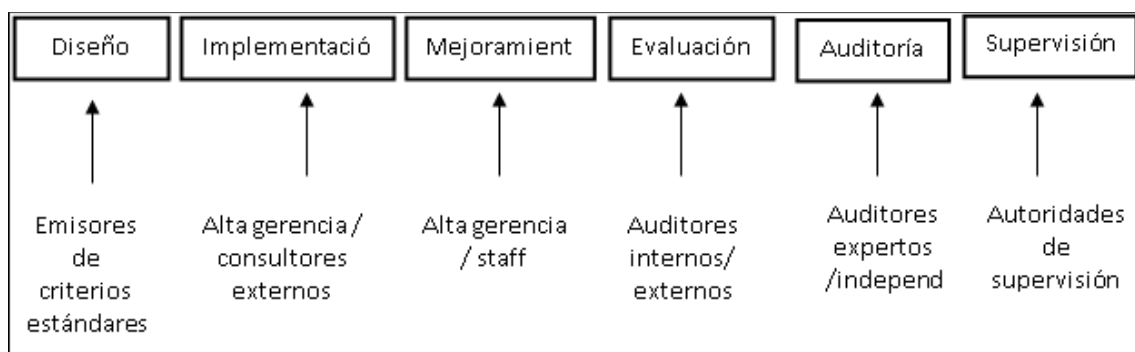 Diseño
Implementació
Mejoramient
Evaluación
Auditoría
Supervisión
Emisores
de
criterios
estándares
Alta gerencia /
consultores
externos
Alta gerencia
/ staff
Auditores
internos/
externos
Auditores
expertos
/independ
Autoridades
de
supervisión